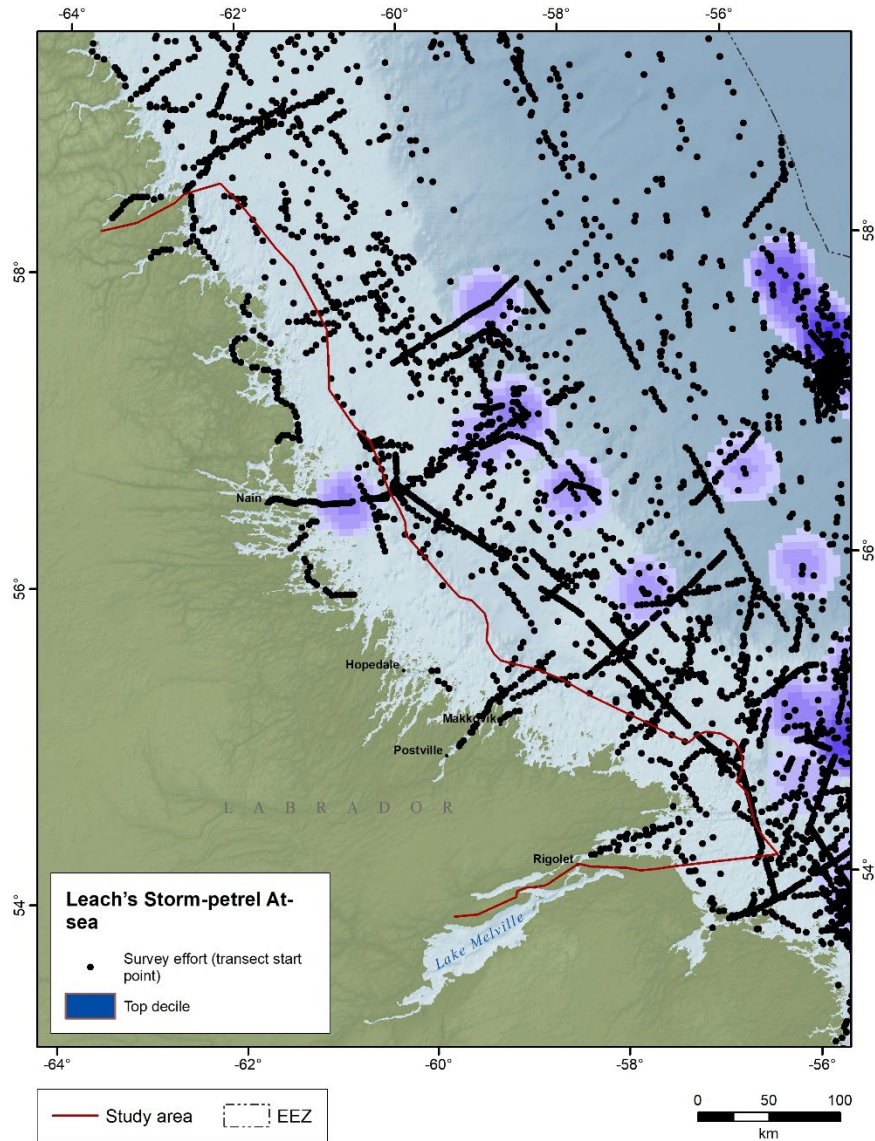 -64°
-62°
-60°
-58°
-56°
58°
58°
Nain
56°
56°
Hopedale
Makkovik
Postville
L A B R A D O R
Rigolet
54°
54°
Lake Melville
Leach's Storm-petrel At-
sea
Survey effort (transect start
point)
Top decile
-64°
-62°
-60°
-58°
-56°
Study area
EEZ
0 50 100
km